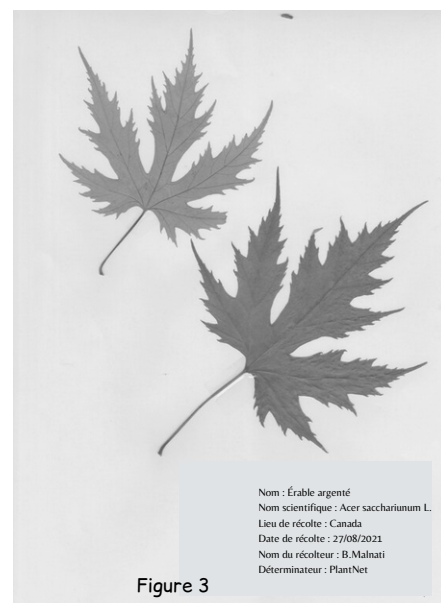 Nom : Érable argenté
Nom scientifique : Acer sacchariunum L.
Lieu de récolte : Canada
Date de récolte : 27/08/2021
Nom du récolteur : B.Malnati
Déterminateur : PlantNet
Figure 3